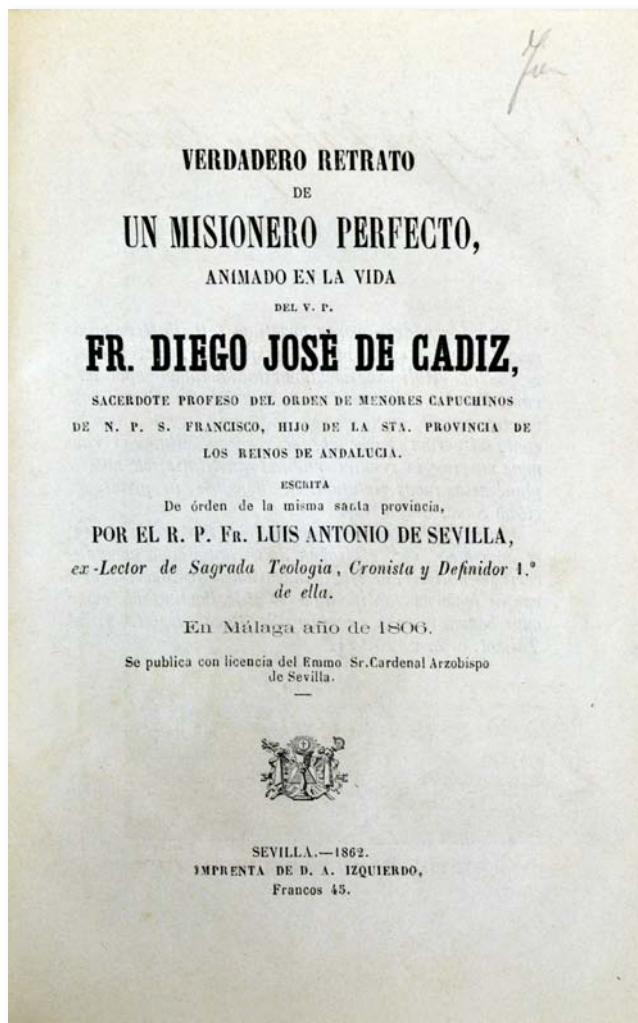 VERDADERO RETRATO
DE
UN MISIONERO PERFECTO,
ANIMADO EN LA VIDA
DEL V. P.
FR. DIEGO JOSÈ DE CADIZ,
SACERDOTE PROFESO DEL ORDEN DE MENORES CAPUCHINOS
DE N. P. S. FRANCISCO, HIJO DE LA STA. PROVINCIA DE
LOS REINOS DE ANDALUCIA.
ESCRITA
De órden de la misma santa provincia,
POR EL R. P. FR. LUIS ANTONIO DE SEVILLA,
ex-Lector de Sagrada Teologia, Cronista y Definidor 1.º
de ella.
En Málaga año de 1806.
Se publica con licencia del Emmo Sr. Cardenal Arzobispo
de Sevilla.
SEVILLA.—1862.
IMPRENTA DE D. A. IZQUIERDO,
Francos 45.